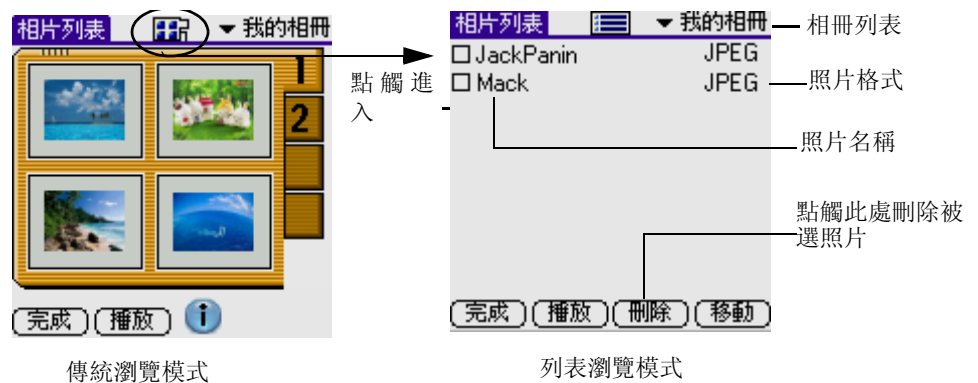 相片列表
我的相冊
1
2
完成
播放
i
傳統瀏覽模式
點觸進
入
相片列表
我的相冊
JackPanin JPEG
Mack JPEG
完成
播放
刪除
移動
列表瀏覽模式
相冊列表
照片格式
照片名稱
點觸此處刪除被
選照片